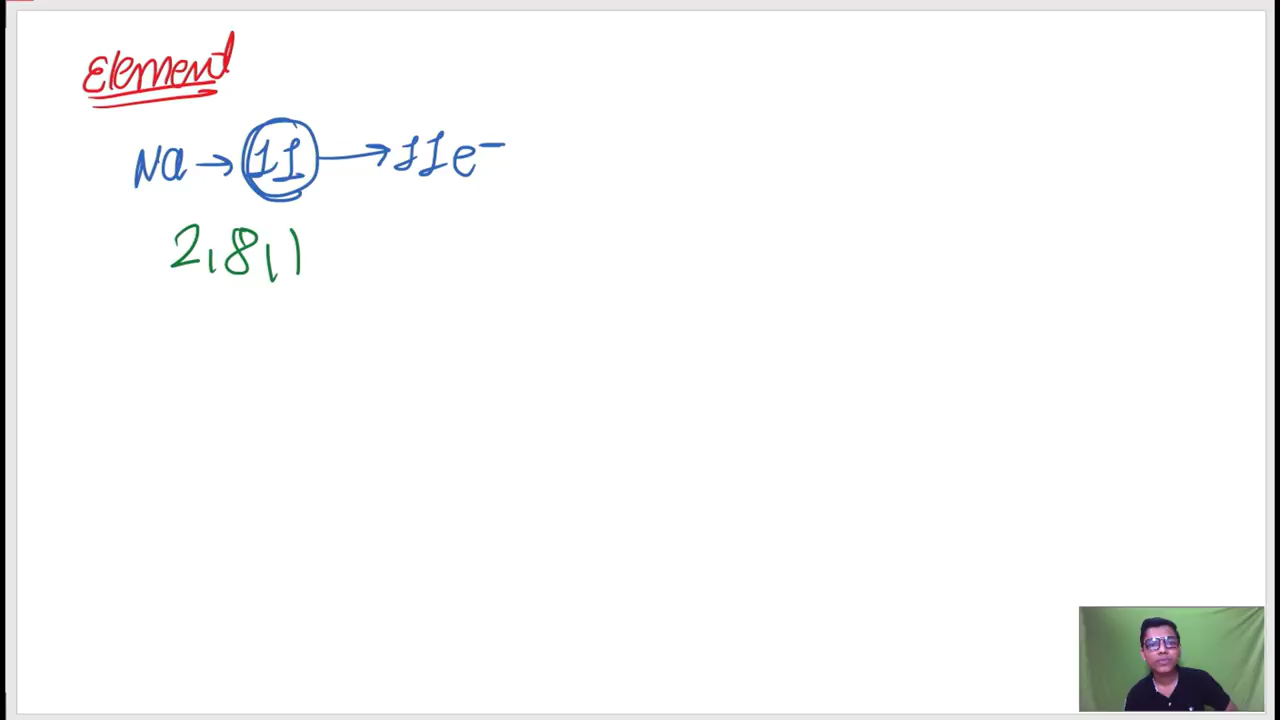 Element
Na → 11 → 11e⁻
2,8,1